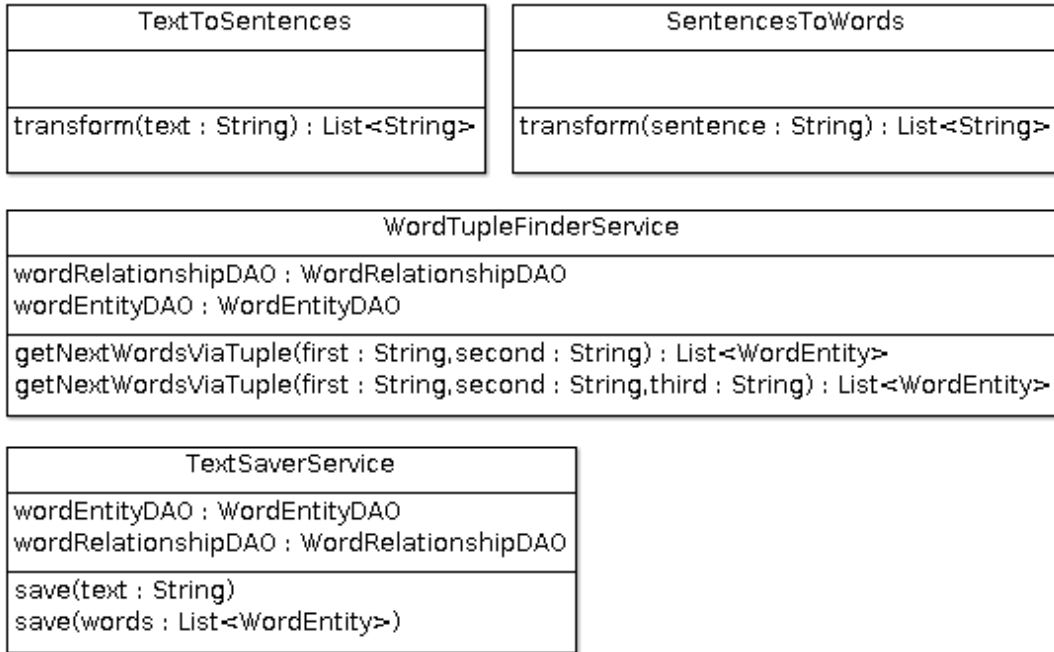 TextToSentences
transform(text : String) : List<String>
SentencesToWords
transform(sentence : String) : List<String>
WordTupleFinderService
wordRelationshipDAO : WordRelationshipDAO
wordEntityDAO : WordEntityDAO
getNextWordsViaTuple(first : String,second : String) : List<WordEntity>
getNextWordsViaTuple(first : String,second : String,third : String) : List<WordEntity>
TextSaverService
wordEntityDAO : WordEntityDAO
wordRelationshipDAO : WordRelationshipDAO
save(text : String)
save(words : List<WordEntity>)